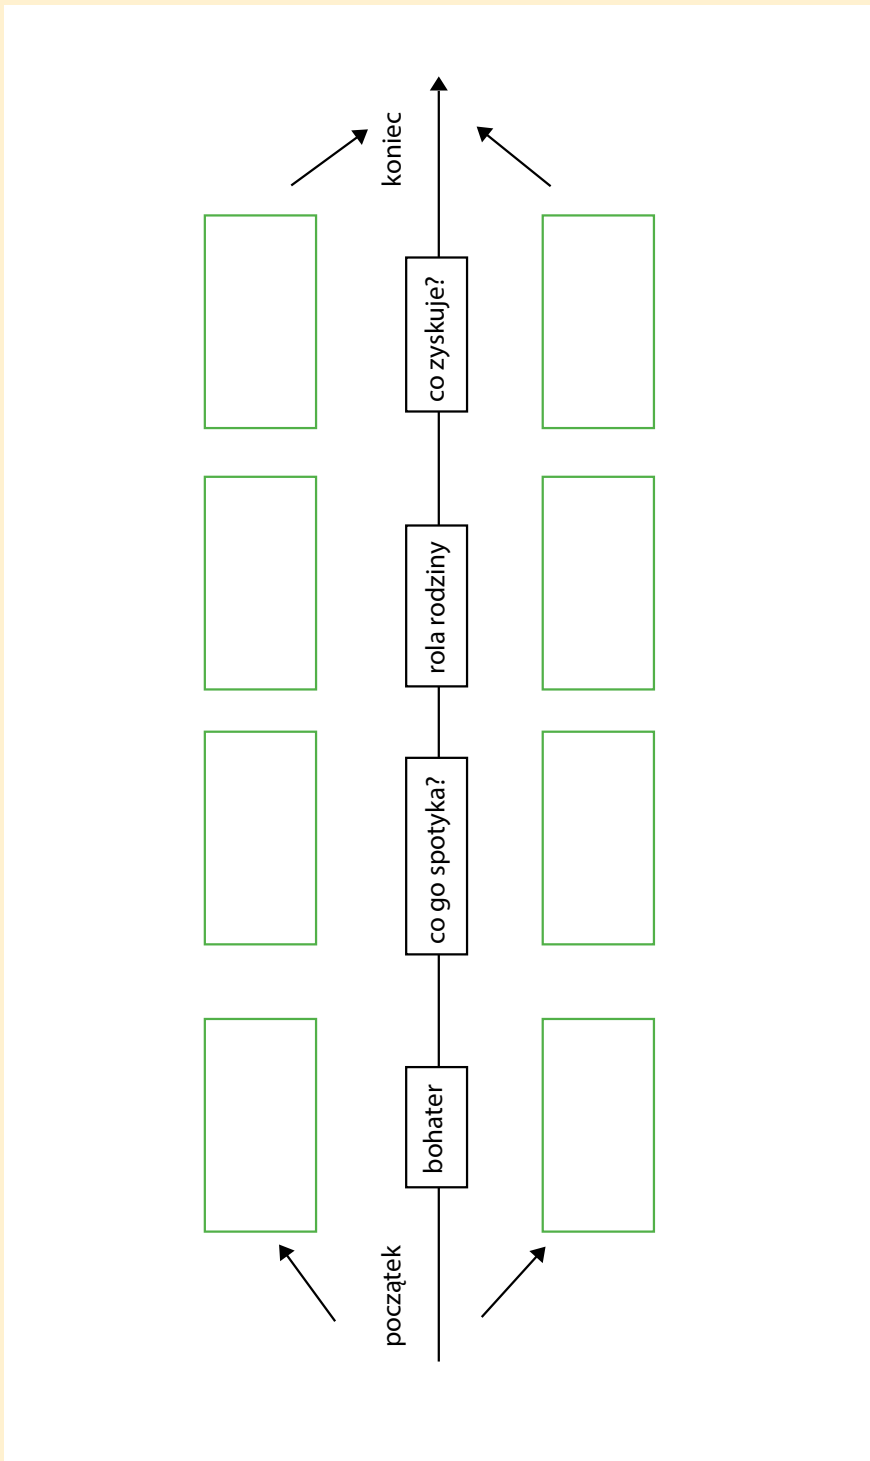 początek
bohater
co go spotyka?
rola rodziny
co zyskuje?
koniec